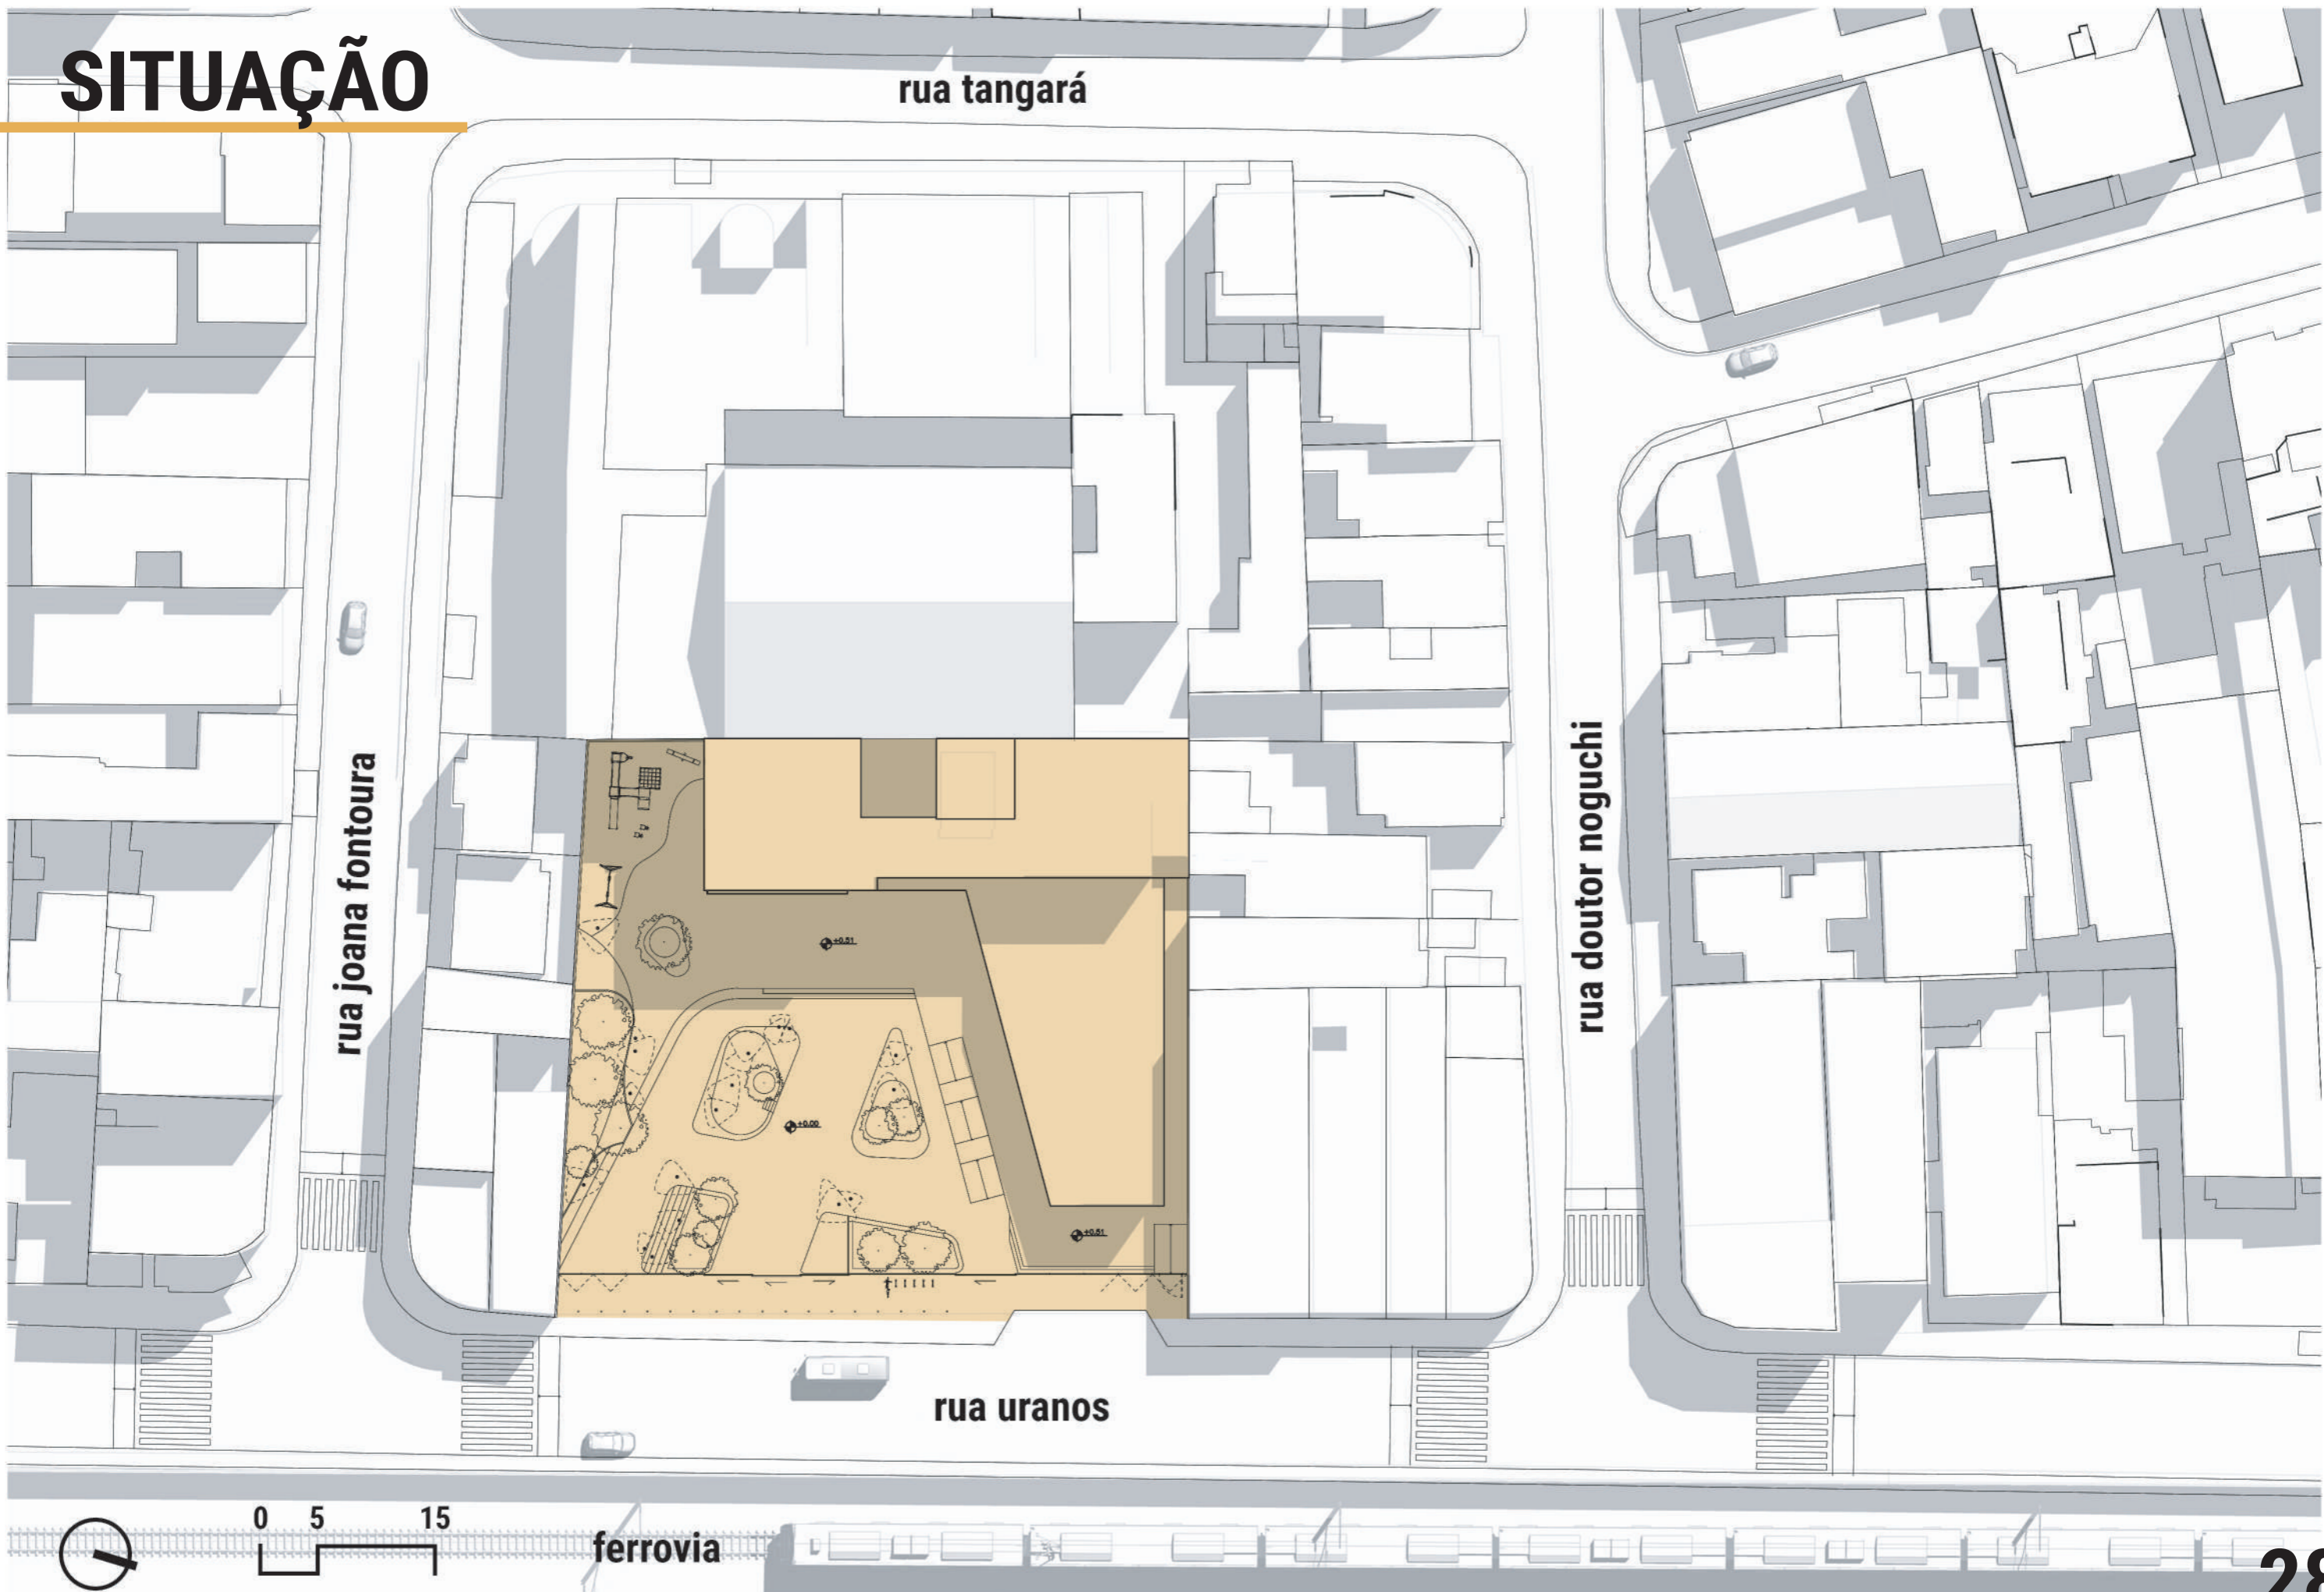 SITUAÇÃO
rua tangará
rua joana fontoura
rua doutor noguchi
+0.51
+0.00
+0.51
rua uranos
0 5 15
ferrovia
28